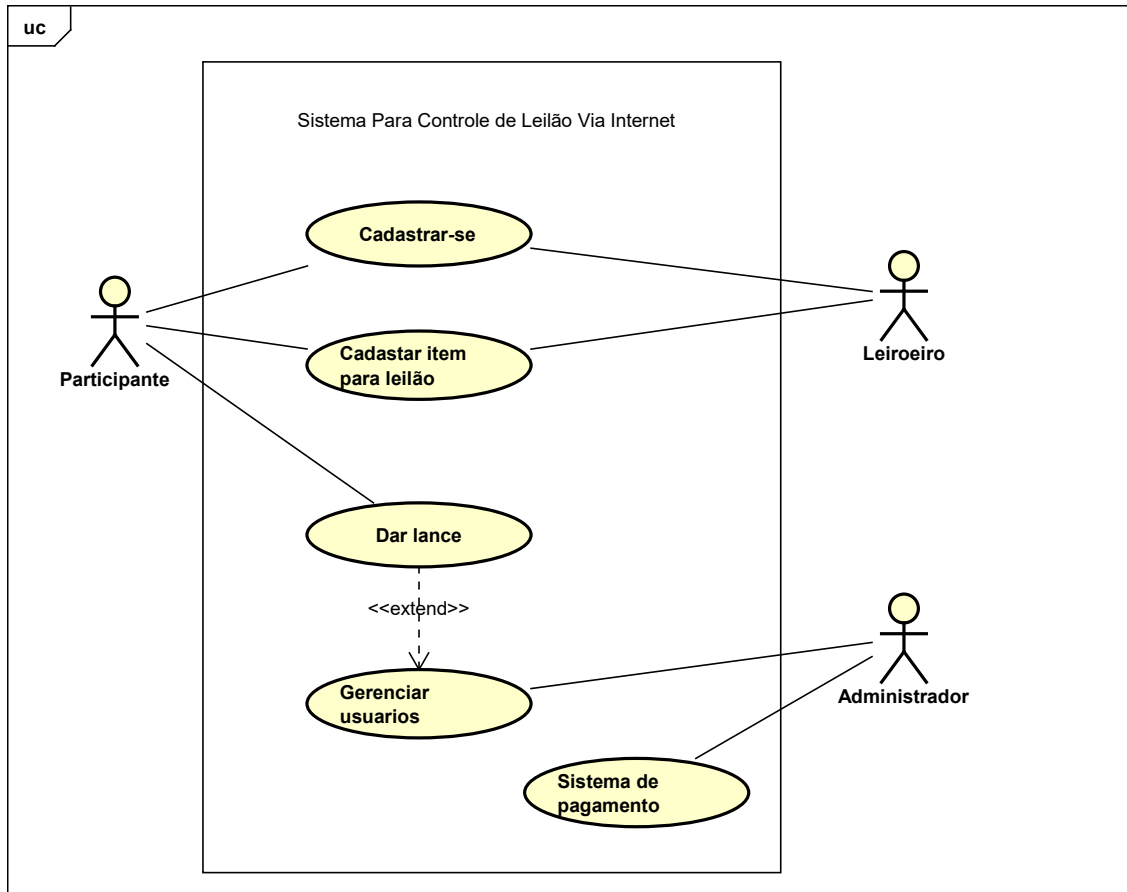 uc
Sistema Para Controle de Leilão Via Internet
Cadastrar-se
Leiroeiro
Cadastar item
para leilão
Participante
Dar lance
<<extend>>
Gerenciar
usuarios
Administrador
Sistema de
pagamento